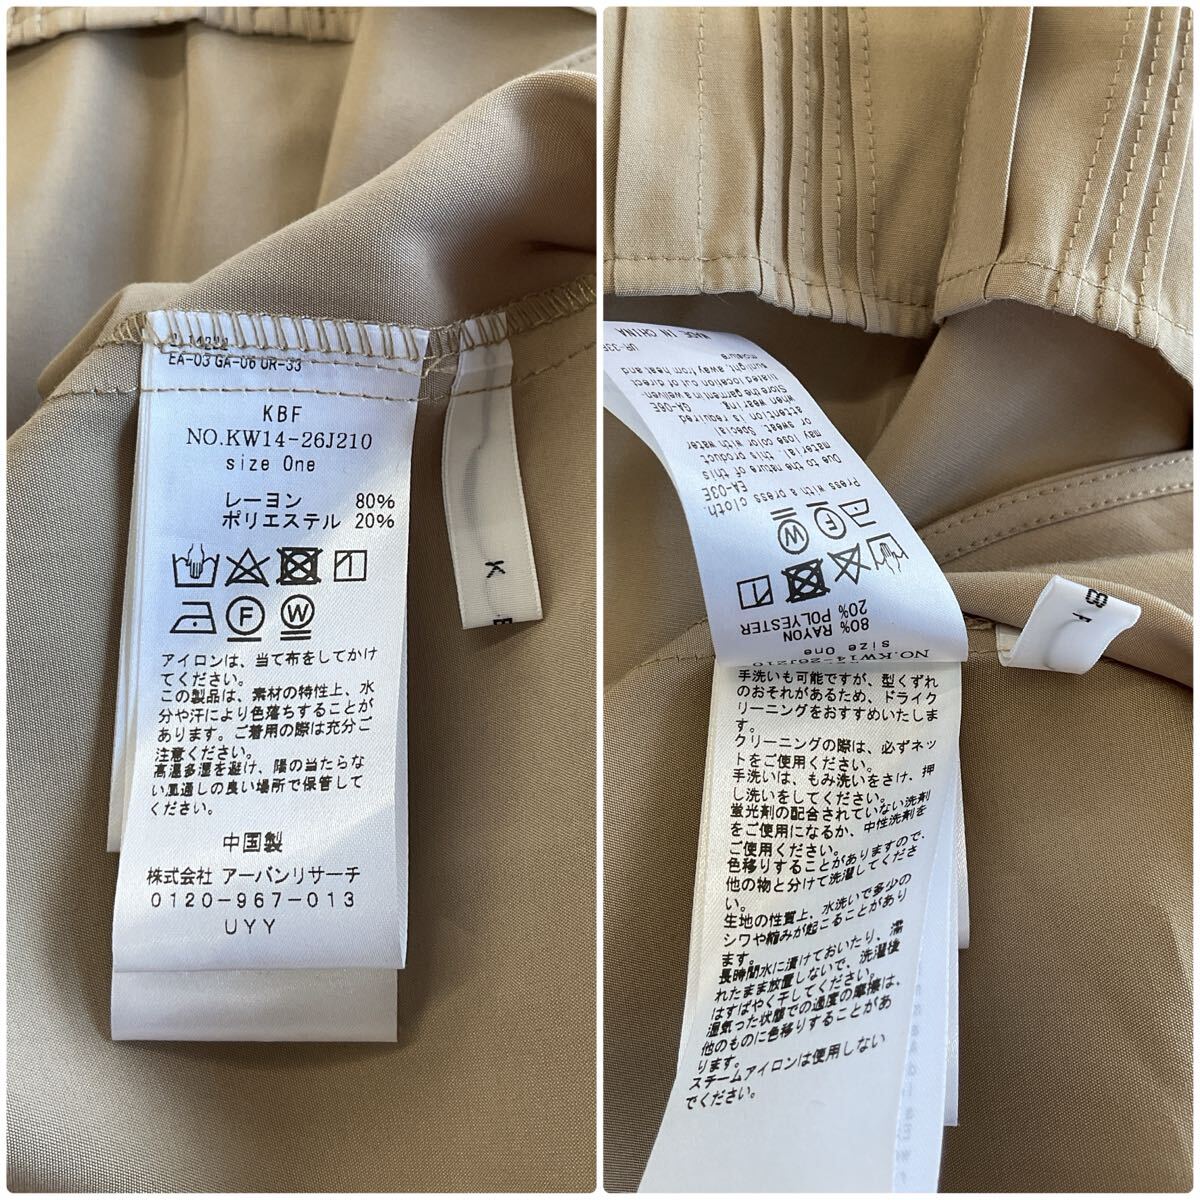 EA-03 GA-06 UR-33
KBF
NO.KW14-26J210
size One
レーヨン 80%
ポリエステル 20%
F
W
アイロンは、当て布をしてかけ
てください。
この製品は、素材の特性上、水
分や汗により色落ちすることが
あります。ご着用の際は充分ご
注意ください。
高温多湿を避け、陽の当たらな
い風通しの良い場所で保管して
ください。
中国製
株式会社 アーバンリサーチ
0120-967-013
UYY
K
MADE IN CHINA
moisture
sunlight, away from heat and
Store the garment in a wellven
when wearing. GA-06E
attention is required
or sweat. Special
may lose color with water
material, this product
nature of this
Due to the EA-03E
Press with a press cloth
W
F
80% RAYON
20% POLYESTER
Size One
NO.KW14-26J210
B
F
手洗いも可能ですが、型くずれ
のおそれがあるため、ドライク
リーニングをおすすめいたしま
す。
クリーニングの際は、必ずネッ
トをご使用ください。
手洗いは、もみ洗いをさけ、押
し洗いをしてください。
蛍光剤の配合されていない洗剤
をご使用になるか、中性洗剤を
ご使用ください。
色移りすることがありますので、
他の物と分けて洗濯してくださ
い。
生地の性質上、水洗いで多少の
シワや縮みが起こることがあり
ます。
長時間水に漬けておいたり、濡
れたまま放置しないで、洗濯後
はすばやく干してください。
湿気った状態での過度の摩擦は、
他のものに色移りすることがあ
ります。
スチームアイロンは使用しない
でください。